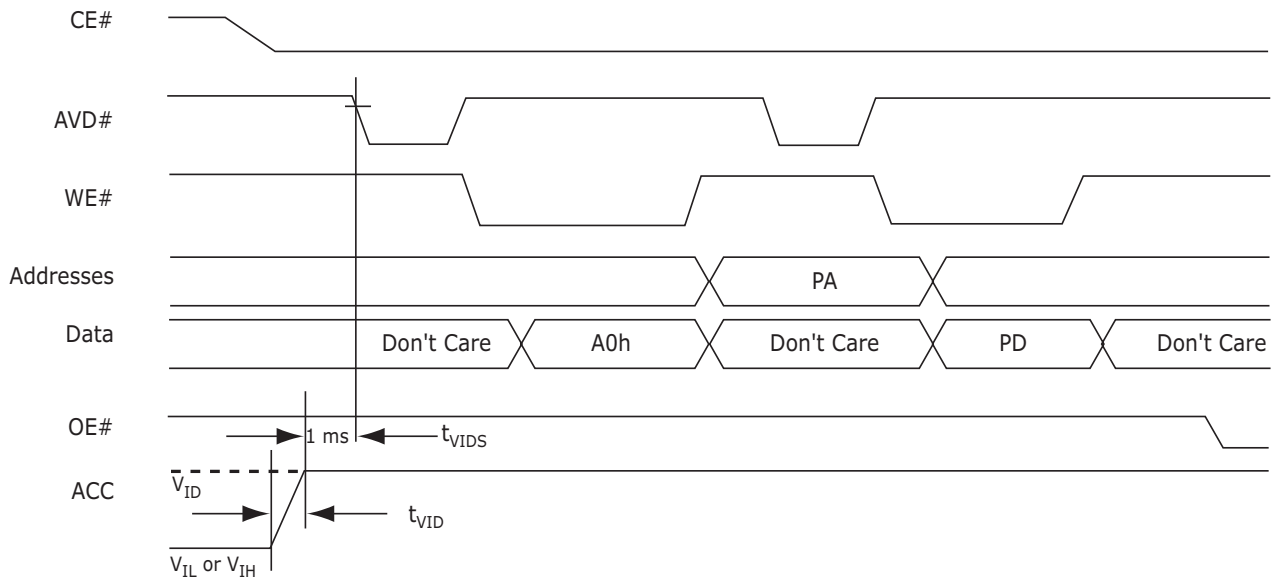 CE#
AVD#
WE#
Addresses PA
Data Don't Care A0h Don't Care PD Don't Care
OE#
1 ms tVIDS
ACC VID
tVID
VIL or VIH